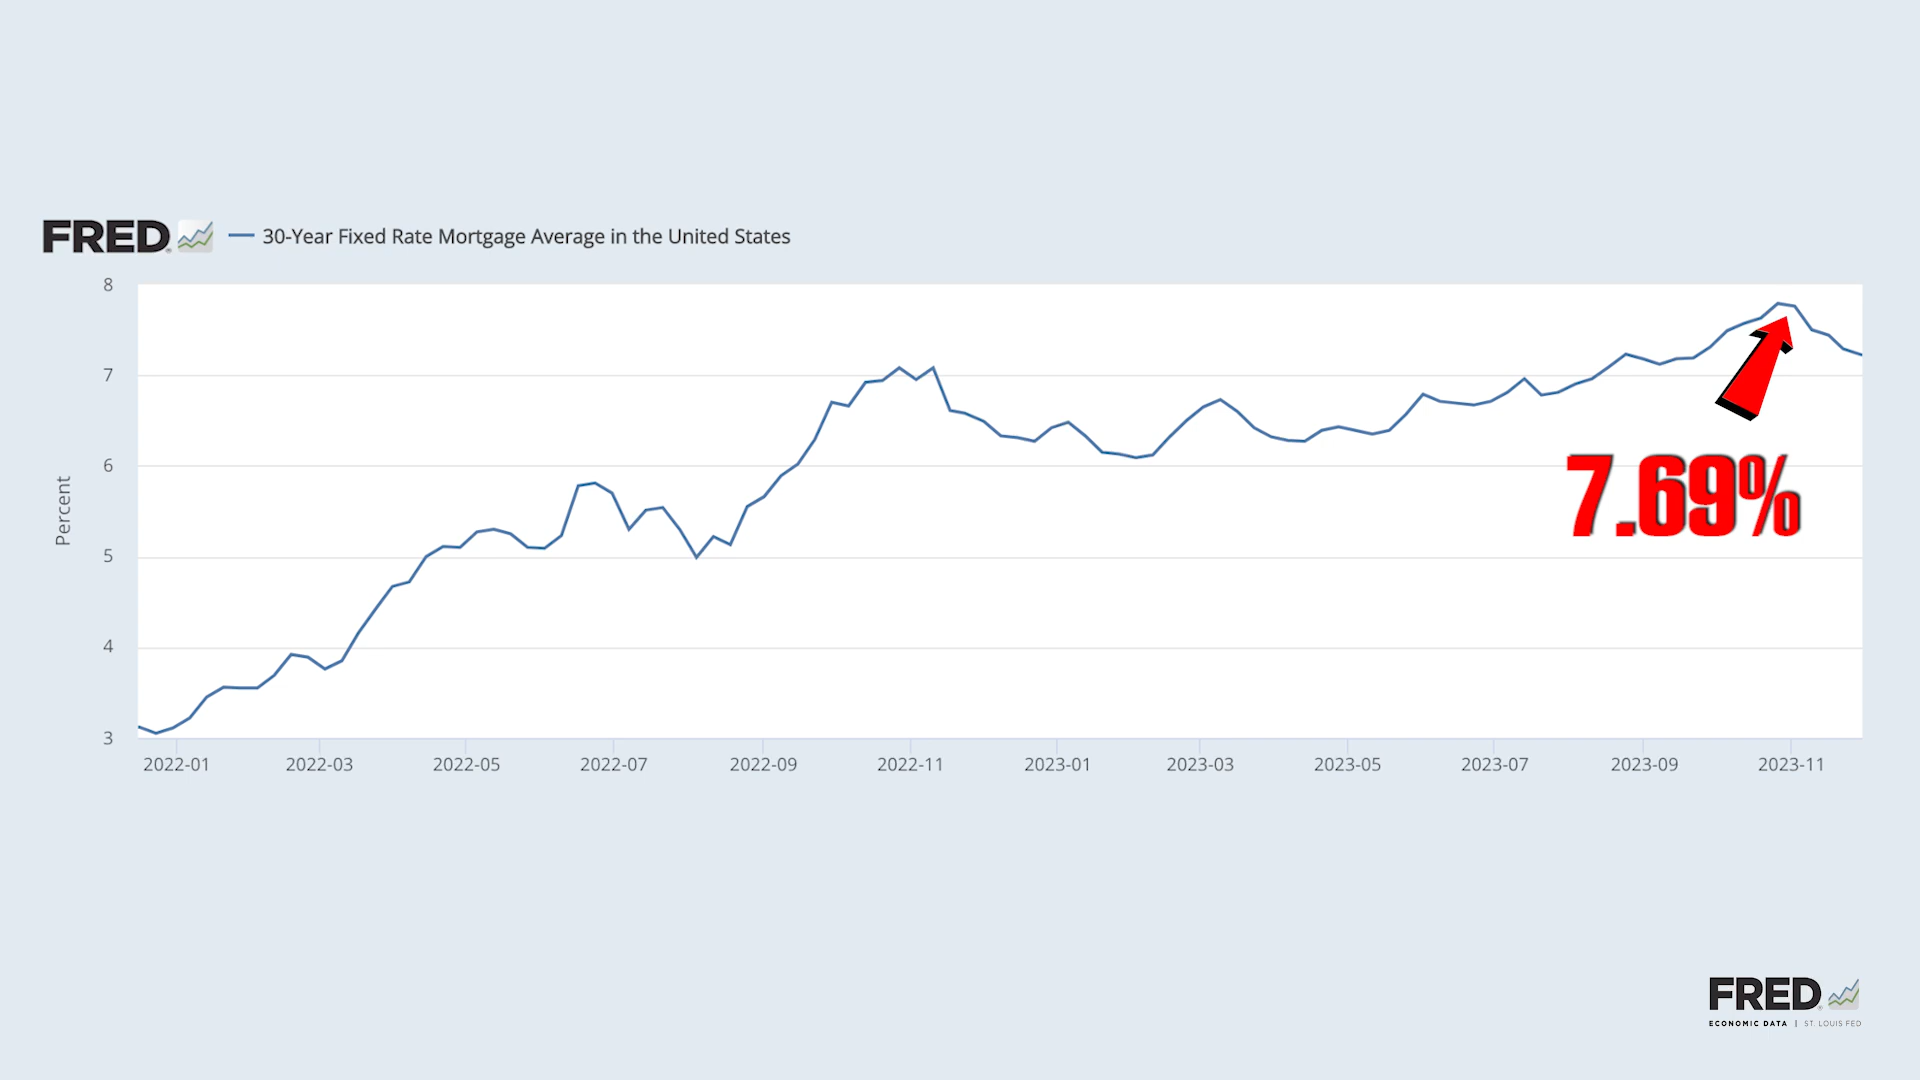 FRED 30-Year Fixed Rate Mortgage Average in the United States
8
7
6
5
4
3
Percent
7.69%
2022-01 2022-03 2022-05 2022-07 2022-09 2022-11 2023-01 2023-03 2023-05 2023-07 2023-09 2023-11
FRED
ECONOMIC DATA | ST. LOUIS FED